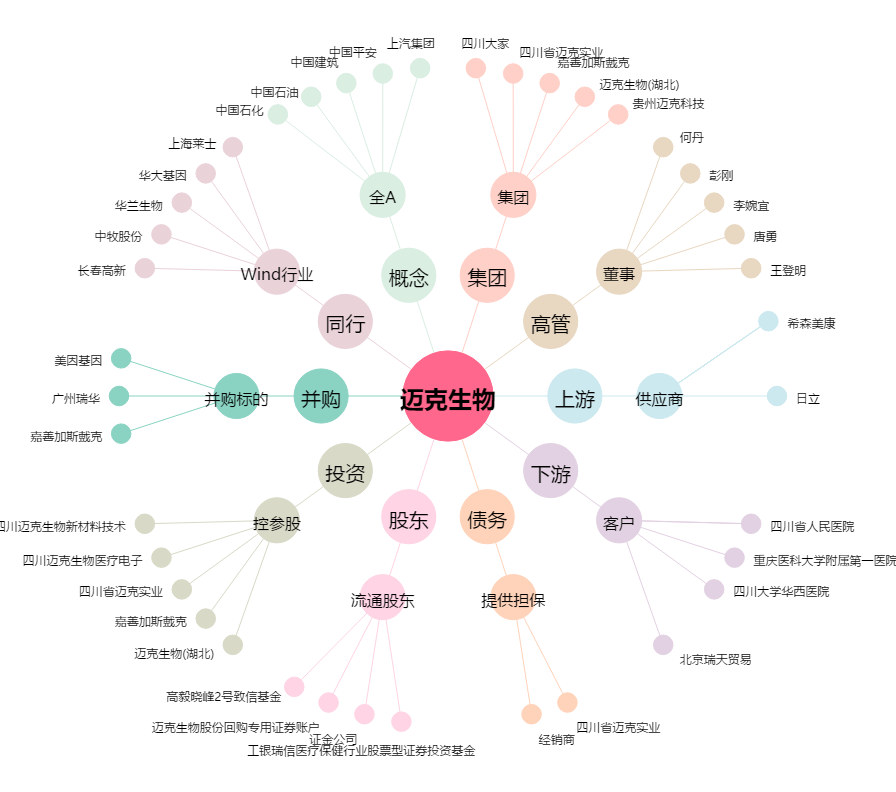 上汽集团
四川大家
中国平安
四川省迈克实业
中国建筑
嘉善加斯戴克
中国石油
迈克生物(湖北)
中国石化
贵州迈克科技
上海莱士
何丹
华大基因
彭刚
华兰生物
李婉宜
中牧股份
唐勇
长春高新
王登明
全A
集团
Wind行业
董事
概念
集团
同行
高管
希森美康
美因基因
广州瑞华
嘉善加斯戴克
并购标的
并购
迈克生物
上游
供应商
日立
投资
下游
控参股
客户
股东
债务
四川迈克生物新材料技术
四川省人民医院
四川迈克生物医疗电子
重庆医科大学附属第一医院
四川省迈克实业
四川大学华西医院
嘉善加斯戴克
迈克生物(湖北)
北京瑞天贸易
流通股东
提供担保
高毅晓峰2号致信基金
迈克生物股份回购专用证券账户
四川省迈克实业
证金公司
经销商
工银瑞信医疗保健行业股票型证券投资基金